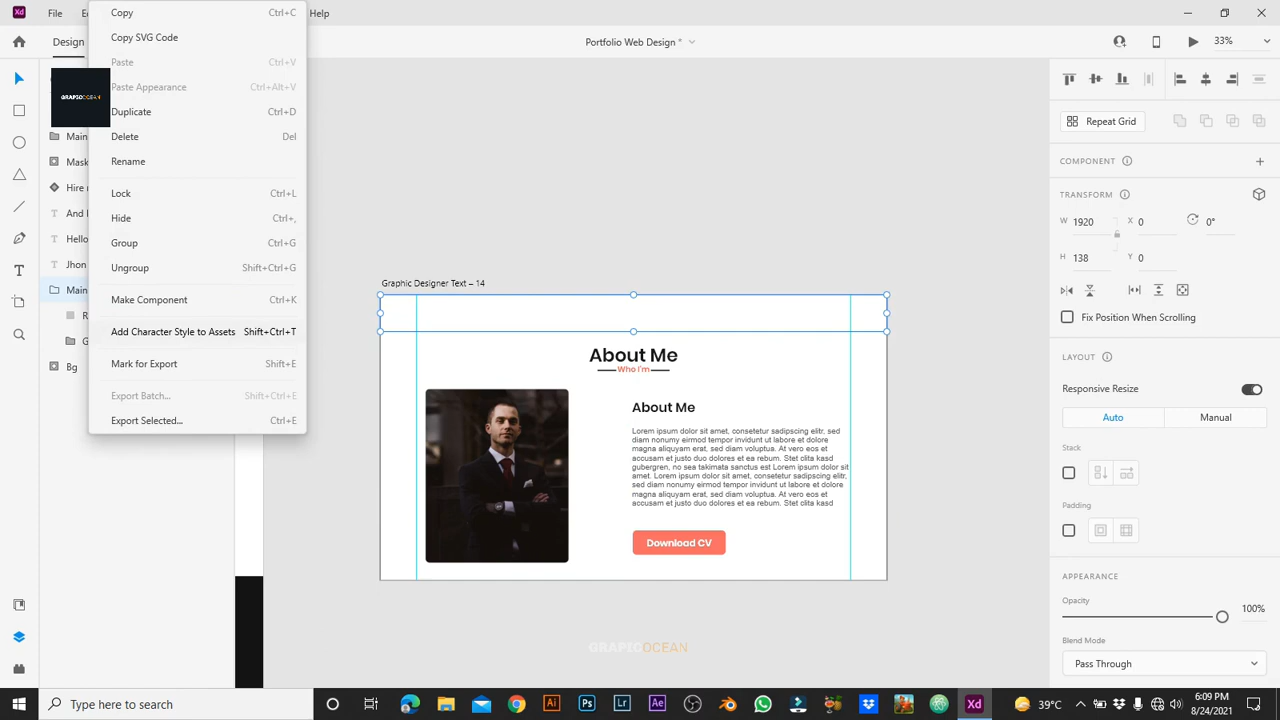 Xd File Edit Copy Ctrl+C Help
Copy SVG Code
Design
Portfolio Web Design *
33%
Paste Ctrl+V
Paste Appearance Ctrl+Alt+V
GRAPICOCEAN
Duplicate Ctrl+D
Repeat Grid
Main
Delete Del
Mask
Rename
COMPONENT
Hire
TRANSFORM
Lock Ctrl+L
And
Hide Ctrl+,
W 1920 X 0 0°
Hello
Group Ctrl+G
H 138 Y 0
Jhon
Ungroup Shift+Ctrl+G
Main
Graphic Designer Text – 14
Make Component Ctrl+K
Fix Position When Scrolling
R
Add Character Style to Assets Shift+Ctrl+T
G
About Me
LAYOUT
Bg
Mark for Export Shift+E
Who I'm
Responsive Resize
Export Batch... Shift+Ctrl+E
Auto Manual
Export Selected... Ctrl+E
About Me
Lorem ipsum dolor sit amet, consetetur sadipscing elitr, sed
diam nonumy eirmod tempor invidunt ut labore et dolore
magna aliquyam erat, sed diam voluptua. At vero eos et
accusam et justo duo dolores et ea rebum. Stet clita kasd
gubergren, no sea takimata sanctus est Lorem ipsum dolor sit
amet. Lorem ipsum dolor sit amet, consetetur sadipscing elitr,
sed diam nonumy eirmod tempor invidunt ut labore et dolore
magna aliquyam erat, sed diam voluptua. At vero eos et
accusam et justo duo dolores et ea rebum. Stet clita kasd
Stack
Padding
Download CV
APPEARANCE
Opacity
100%
Blend Mode
Pass Through
GRAPICOCEAN
Type here to search
Ai Ps Lr Ae Xd
39°C
6:09 PM
8/24/2021